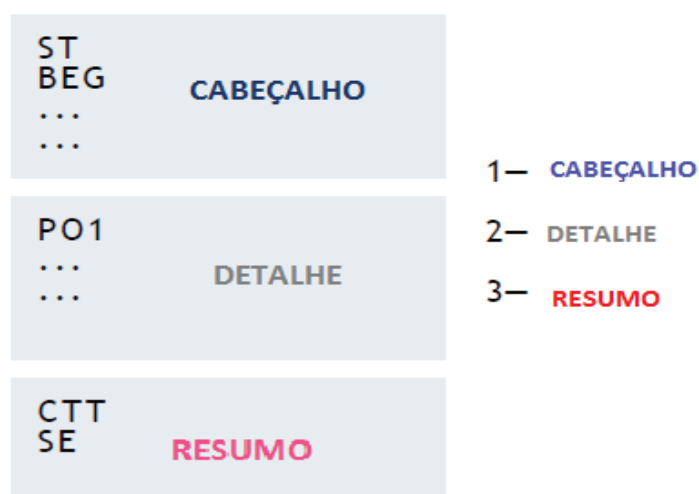 ST
BEG
...
...
CABEÇALHO
PO1
...
...
DETALHE
CTT
SE
RESUMO
1— CABEÇALHO
2— DETALHE
3— RESUMO